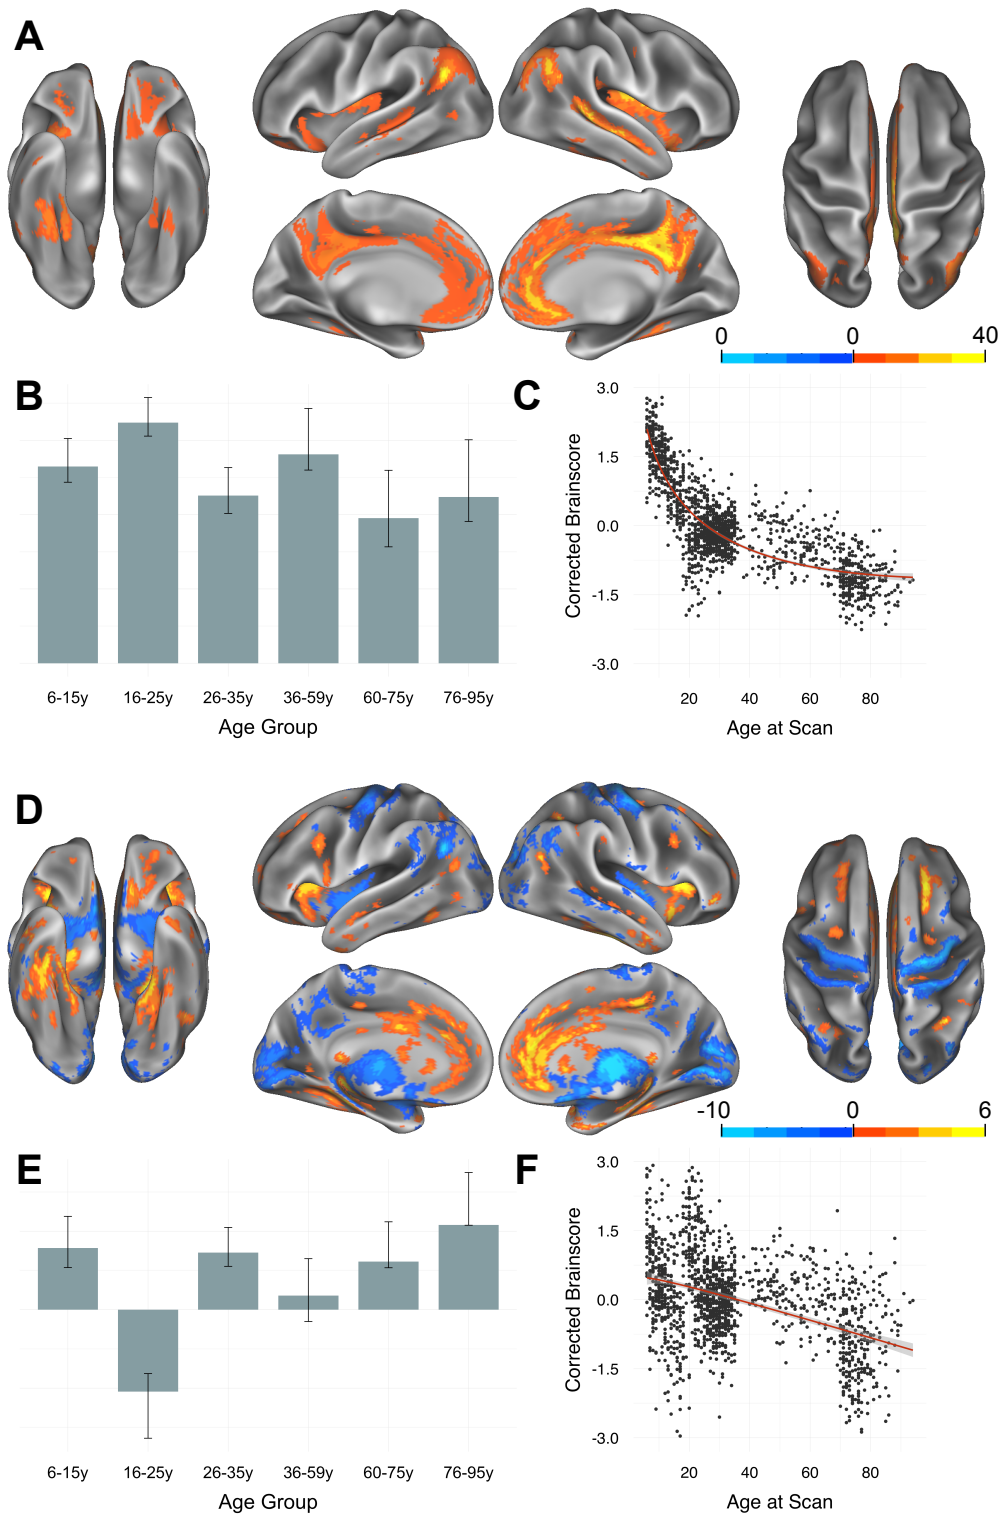 A
0 0 40
B
6-15y 16-25y 26-35y 36-59y 60-75y 76-95y
Age Group
C
Corrected Brainscore
3.0
1.5
0.0
-1.5
-3.0
20 40 60 80
Age at Scan
D
-10 0 6
E
6-15y 16-25y 26-35y 36-59y 60-75y 76-95y
Age Group
F
Corrected Brainscore
3.0
1.5
0.0
-1.5
-3.0
20 40 60 80
Age at Scan